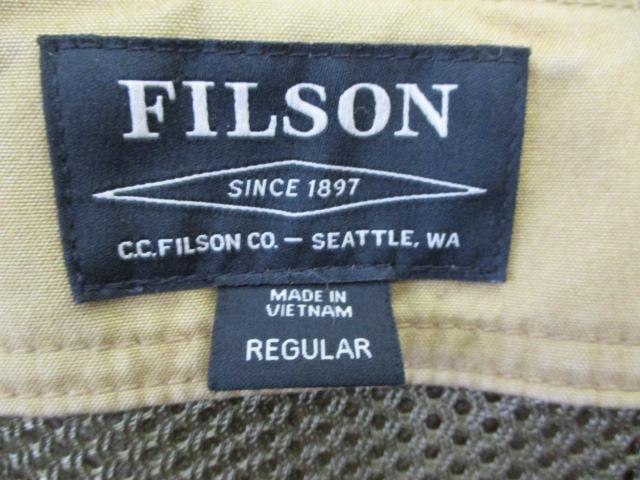 FILSON
SINCE 1897
C.C. FILSON CO. – SEATTLE, WA
MADE IN
VIETNAM
REGULAR